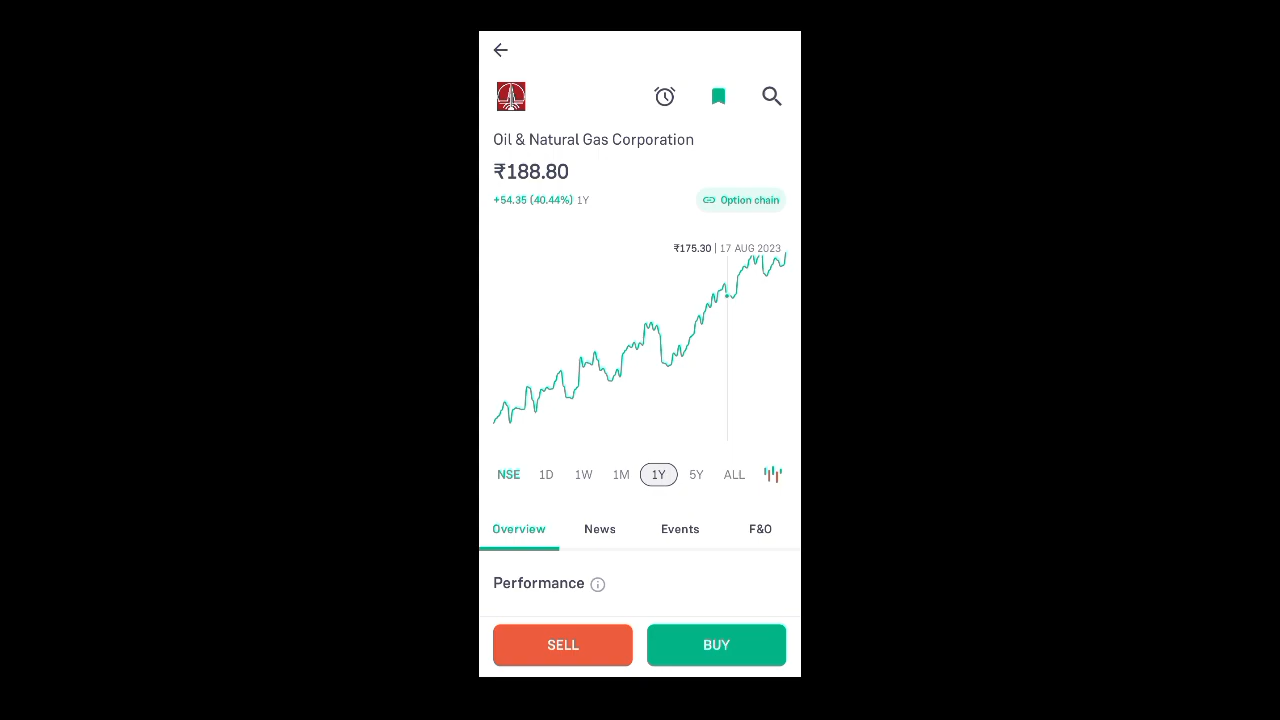 Oil & Natural Gas Corporation
₹188.80
+54.35 (40.44%) 1Y
Option chain
₹175.30 | 17 AUG 2023
NSE 1D 1W 1M 1Y 5Y ALL
Overview News Events F&O
Performance
SELL BUY